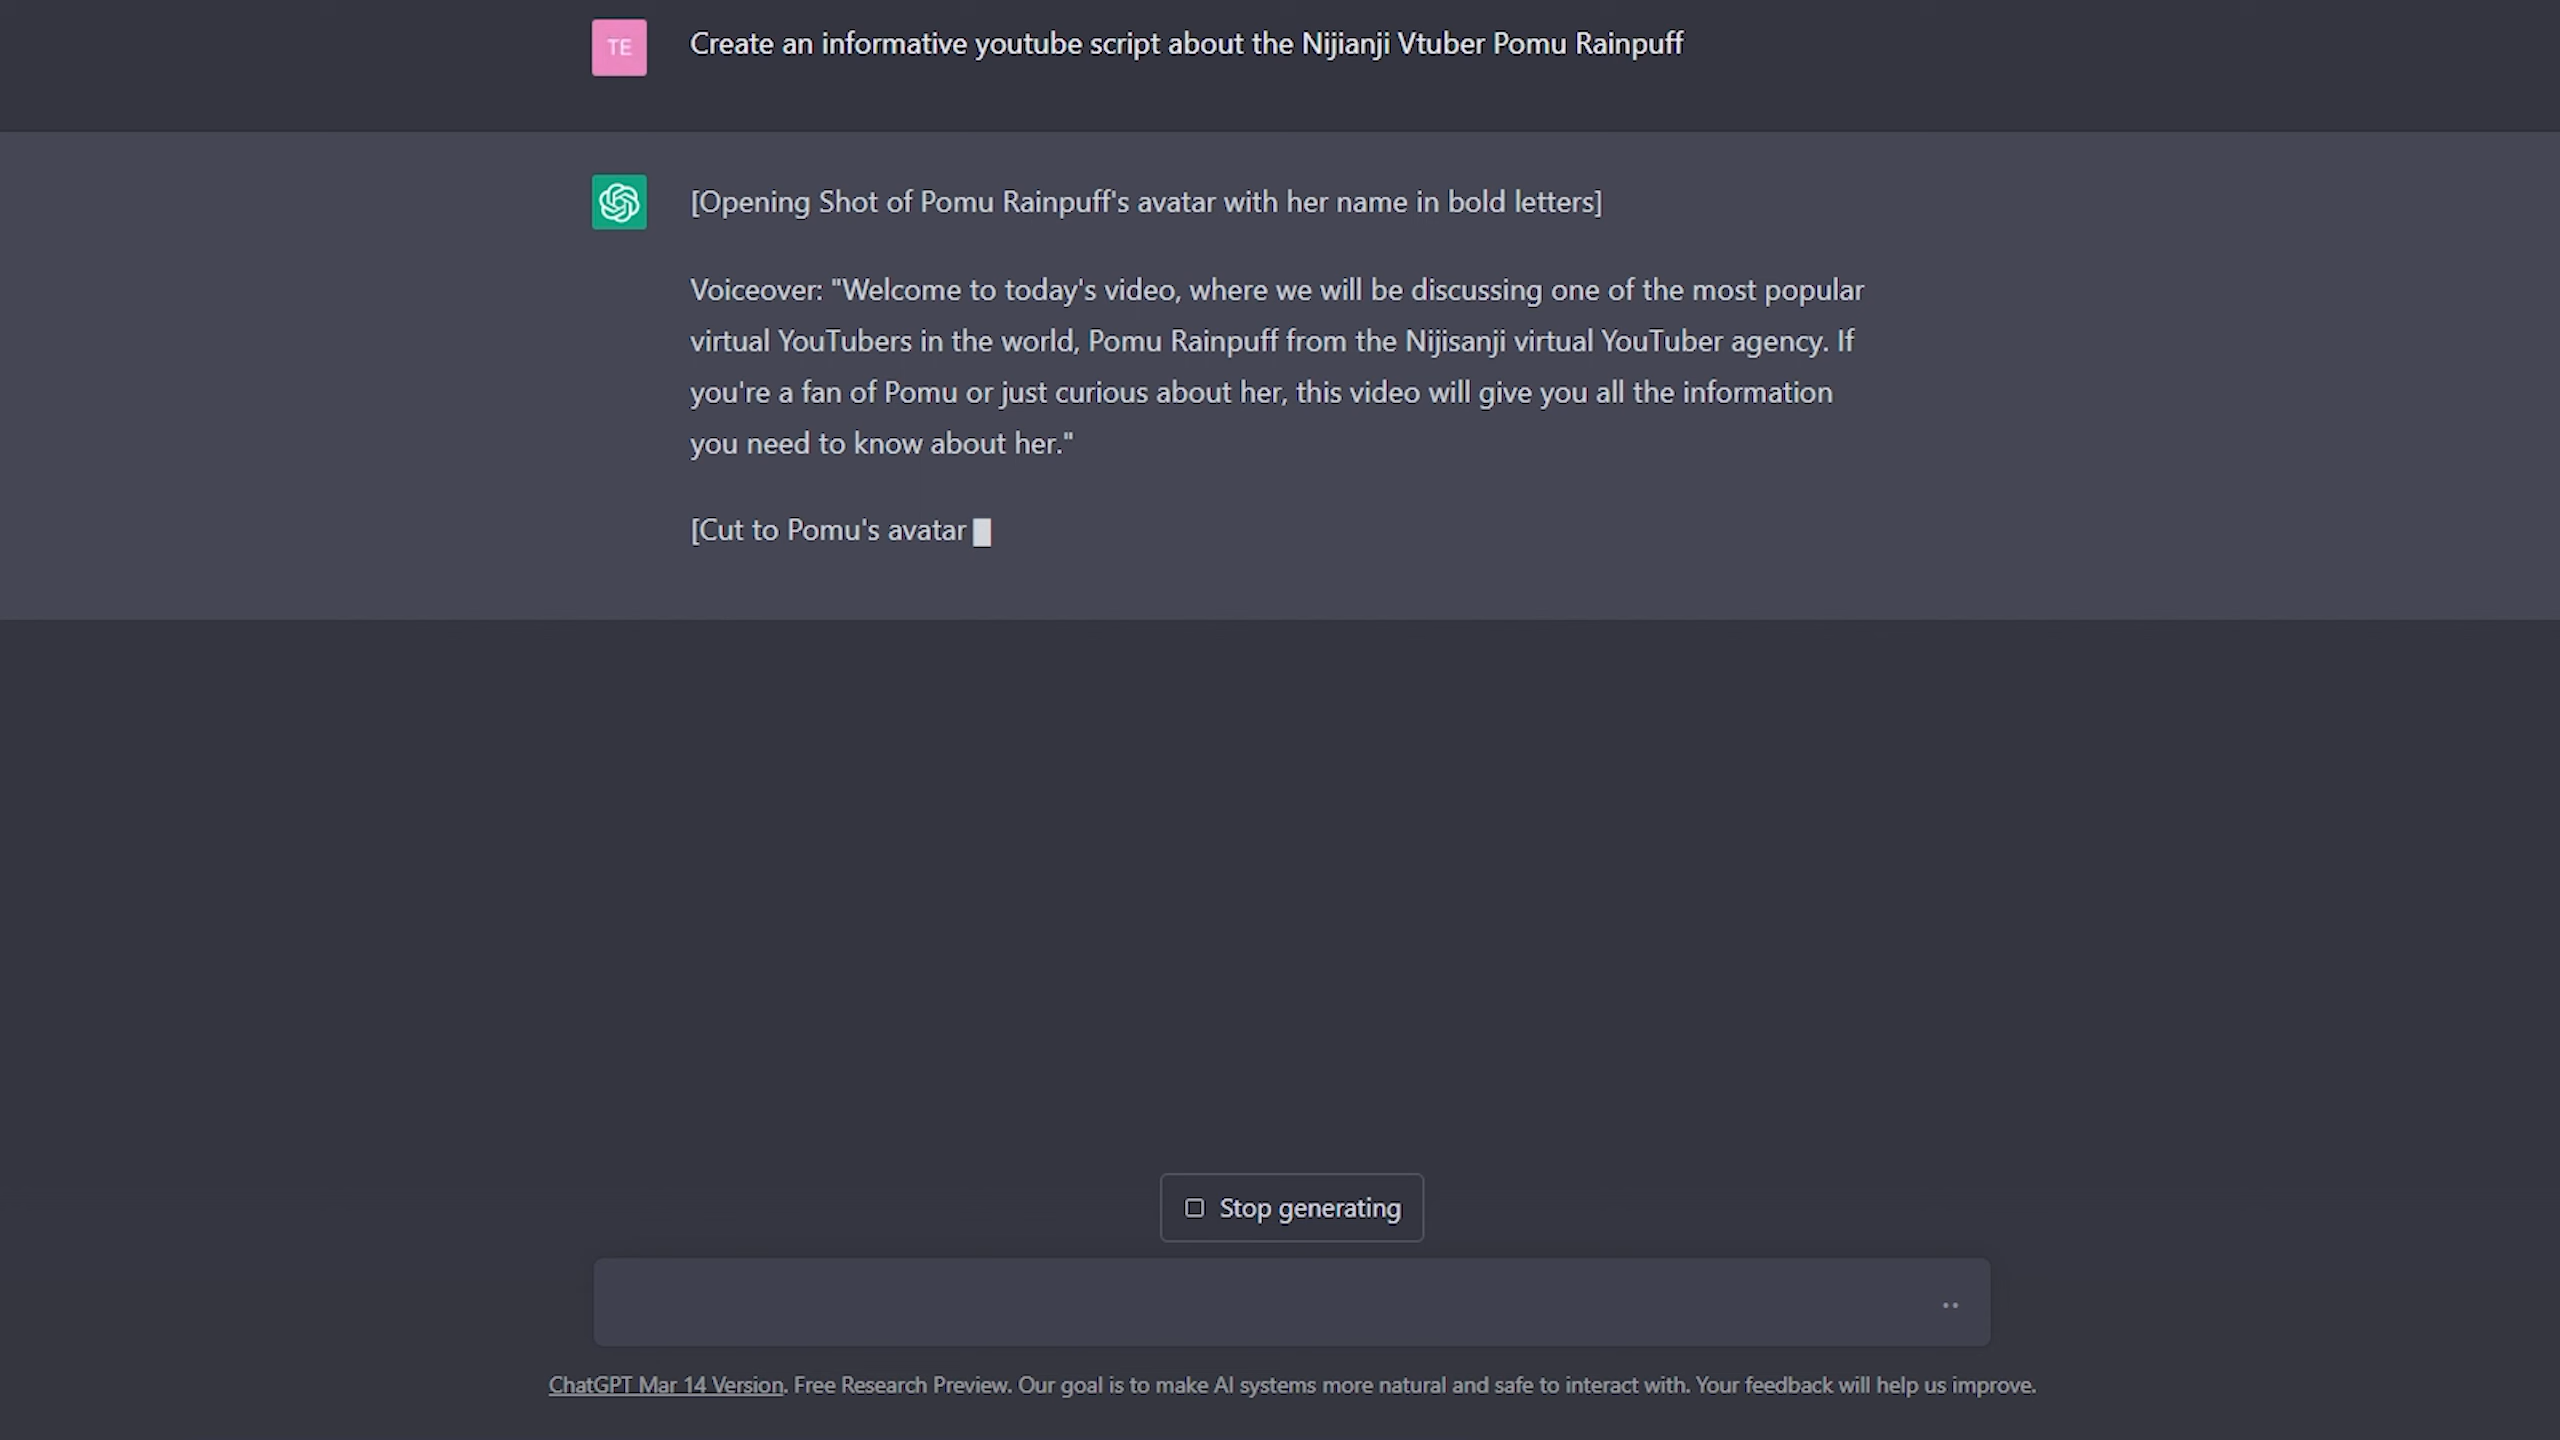 TE
Create an informative youtube script about the Nijianji Vtuber Pomu Rainpuff
[Opening Shot of Pomu Rainpuff's avatar with her name in bold letters]
Voiceover: "Welcome to today's video, where we will be discussing one of the most popular
virtual YouTubers in the world, Pomu Rainpuff from the Nijisanji virtual YouTuber agency. If
you're a fan of Pomu or just curious about her, this video will give you all the information
you need to know about her."
[Cut to Pomu's avatar
Stop generating
ChatGPT Mar 14 Version. Free Research Preview. Our goal is to make AI systems more natural and safe to interact with. Your feedback will help us improve.